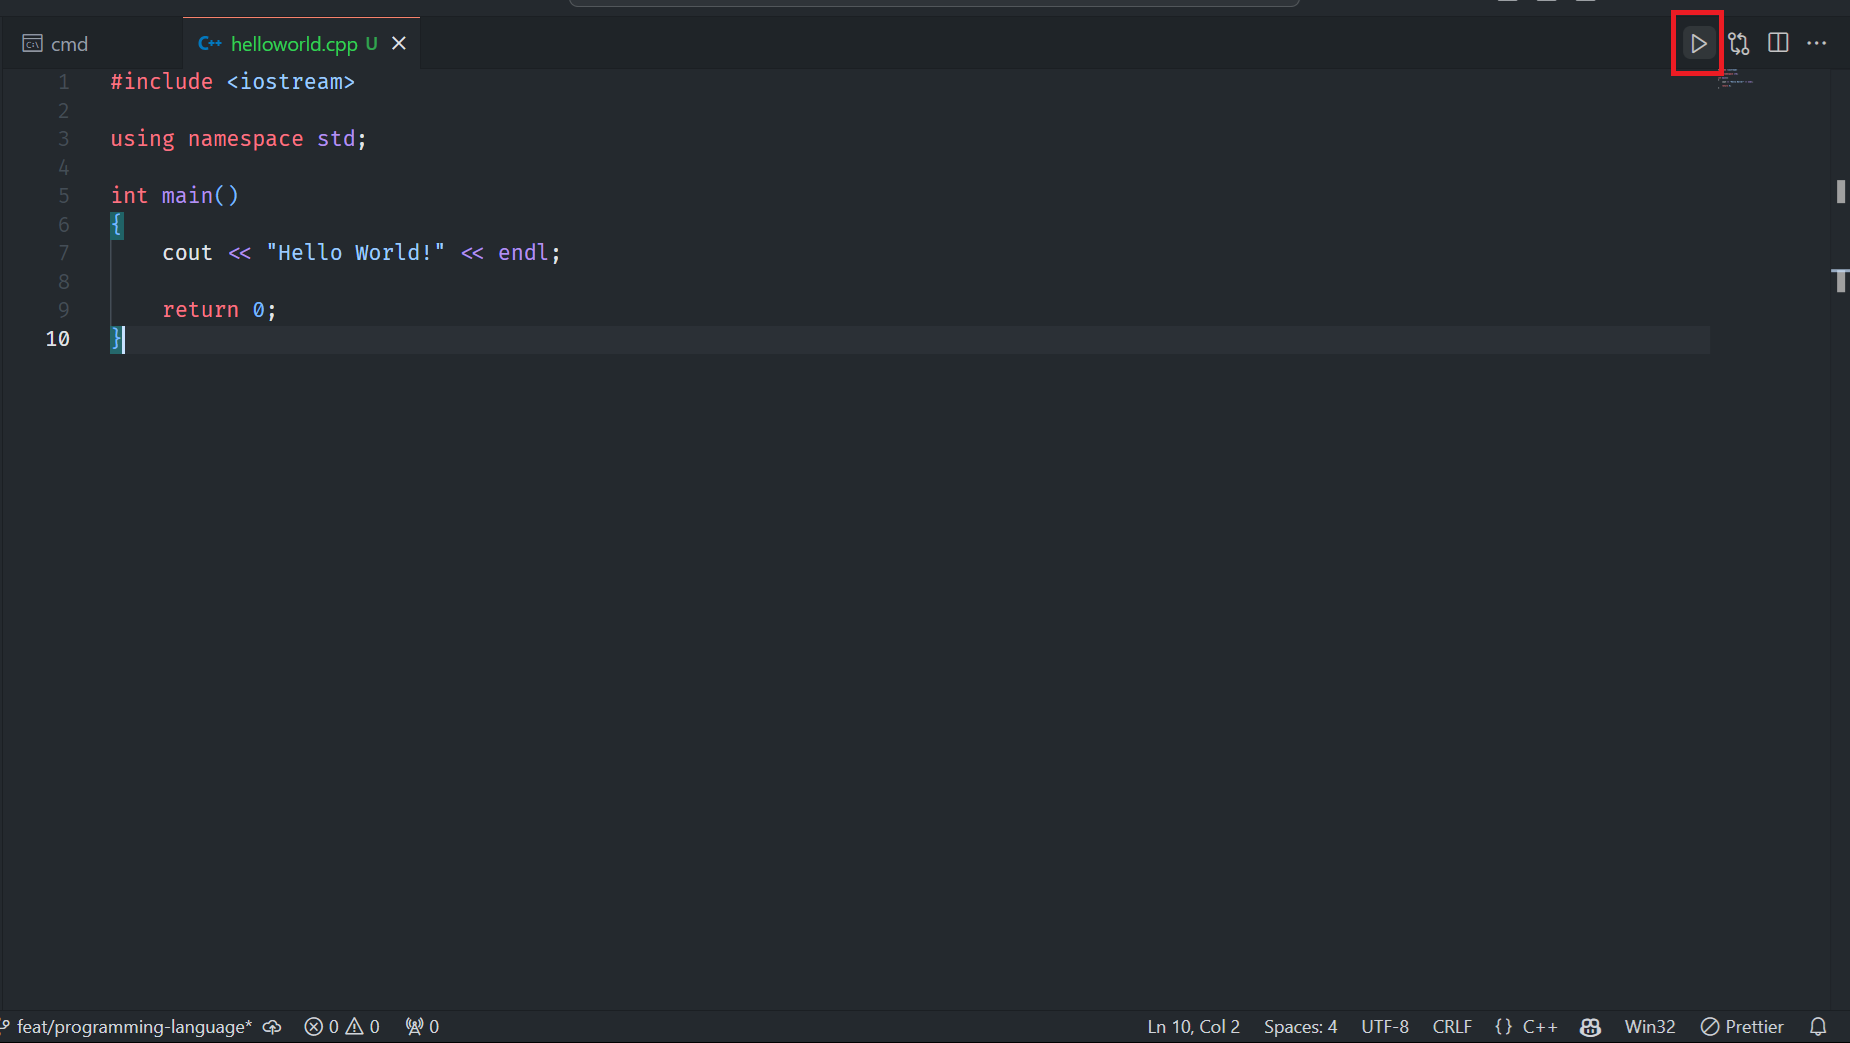 cmd
C++ helloworld.cpp U
1 #include <iostream>
2
3 using namespace std;
4
5 int main()
6 {
7 cout << "Hello World!" << endl;
8
9 return 0;
10 }
feat/programming-language* 0 0 0 Ln 10, Col 2 Spaces: 4 UTF-8 CRLF {} C++ Win32 Prettier